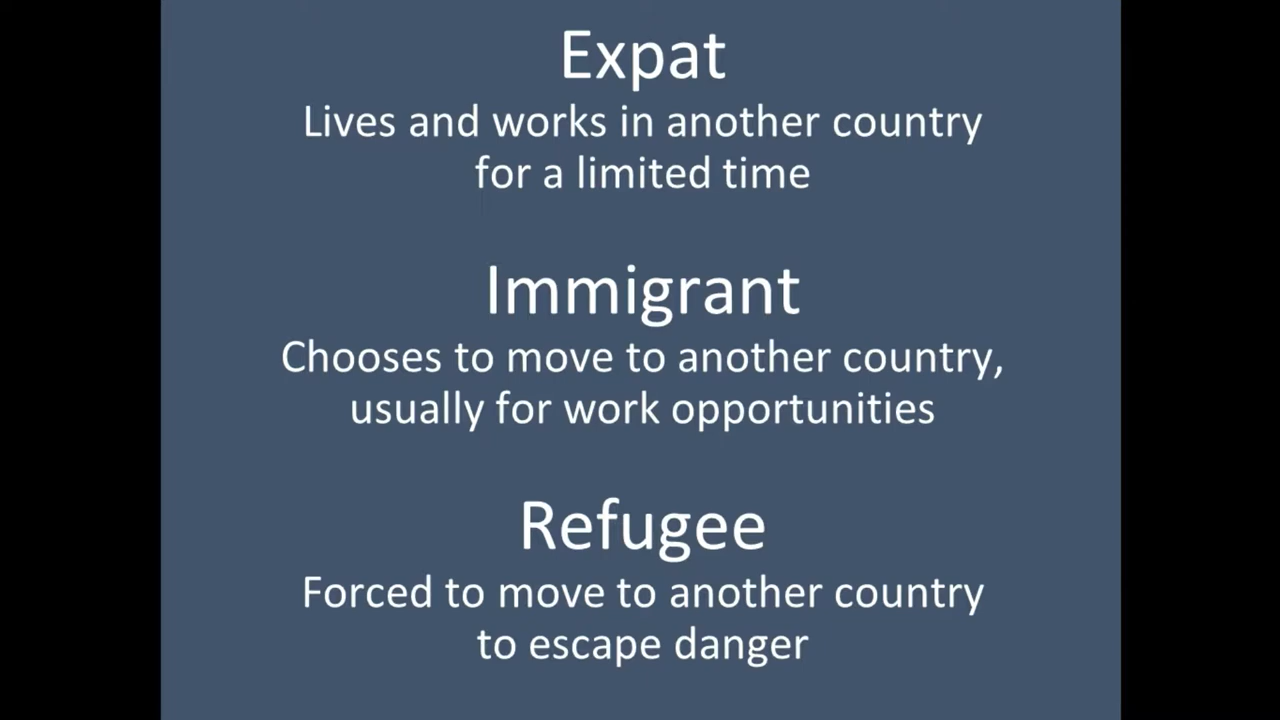 Expat
Lives and works in another country
for a limited time
Immigrant
Chooses to move to another country,
usually for work opportunities
Refugee
Forced to move to another country
to escape danger